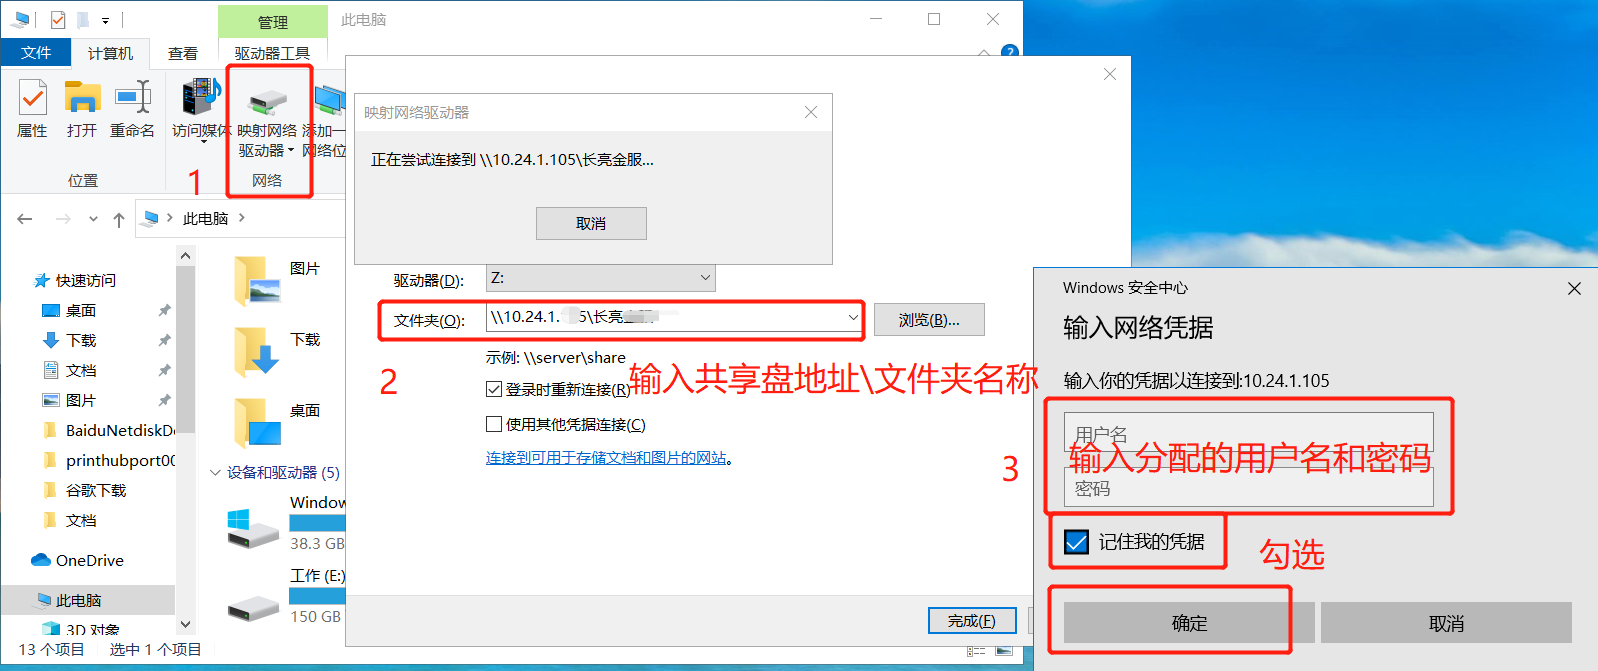 管理
此电脑
文件
计算机
查看
驱动器工具
属性
打开
重命名
访问媒体
映射网络
驱动器
添加一
网络位
位置
网络
1
此电脑
快速访问
桌面
下载
文档
图片
BaiduNetdiskD
printhubport00
谷歌下载
文档
OneDrive
此电脑
3D 对象
13 个项目
选中 1 个项目
图片
下载
桌面
设备和驱动器 (5)
Window
38.3 GB
工作 (E:)
150 GB
映射网络驱动器
正在尝试连接到 \\10.24.1.105\长亮金服...
取消
驱动器(D):
Z:
文件夹(O):
\\10.24.1. 5\长亮金服
浏览(B)...
示例: \\server\share
2
输入共享盘地址\文件夹名称
登录时重新连接(R)
使用其他凭据连接(C)
连接到可用于存储文档和图片的网站。
完成(F)
Windows 安全中心
输入网络凭据
输入你的凭据以连接到:10.24.1.105
用户名
输入分配的用户名和密码
3
密码
记住我的凭据
勾选
确定
取消